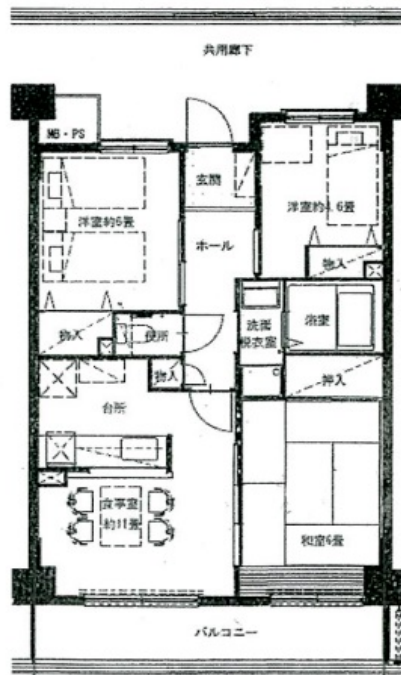 共用廊下
MB・PS
玄関
洋室約6畳
洋室約4.6畳
ホール
物入
物入
便所
洗面
脱衣室
浴室
物入
押入
台所
食事室
約11畳
和室6畳
バルコニー